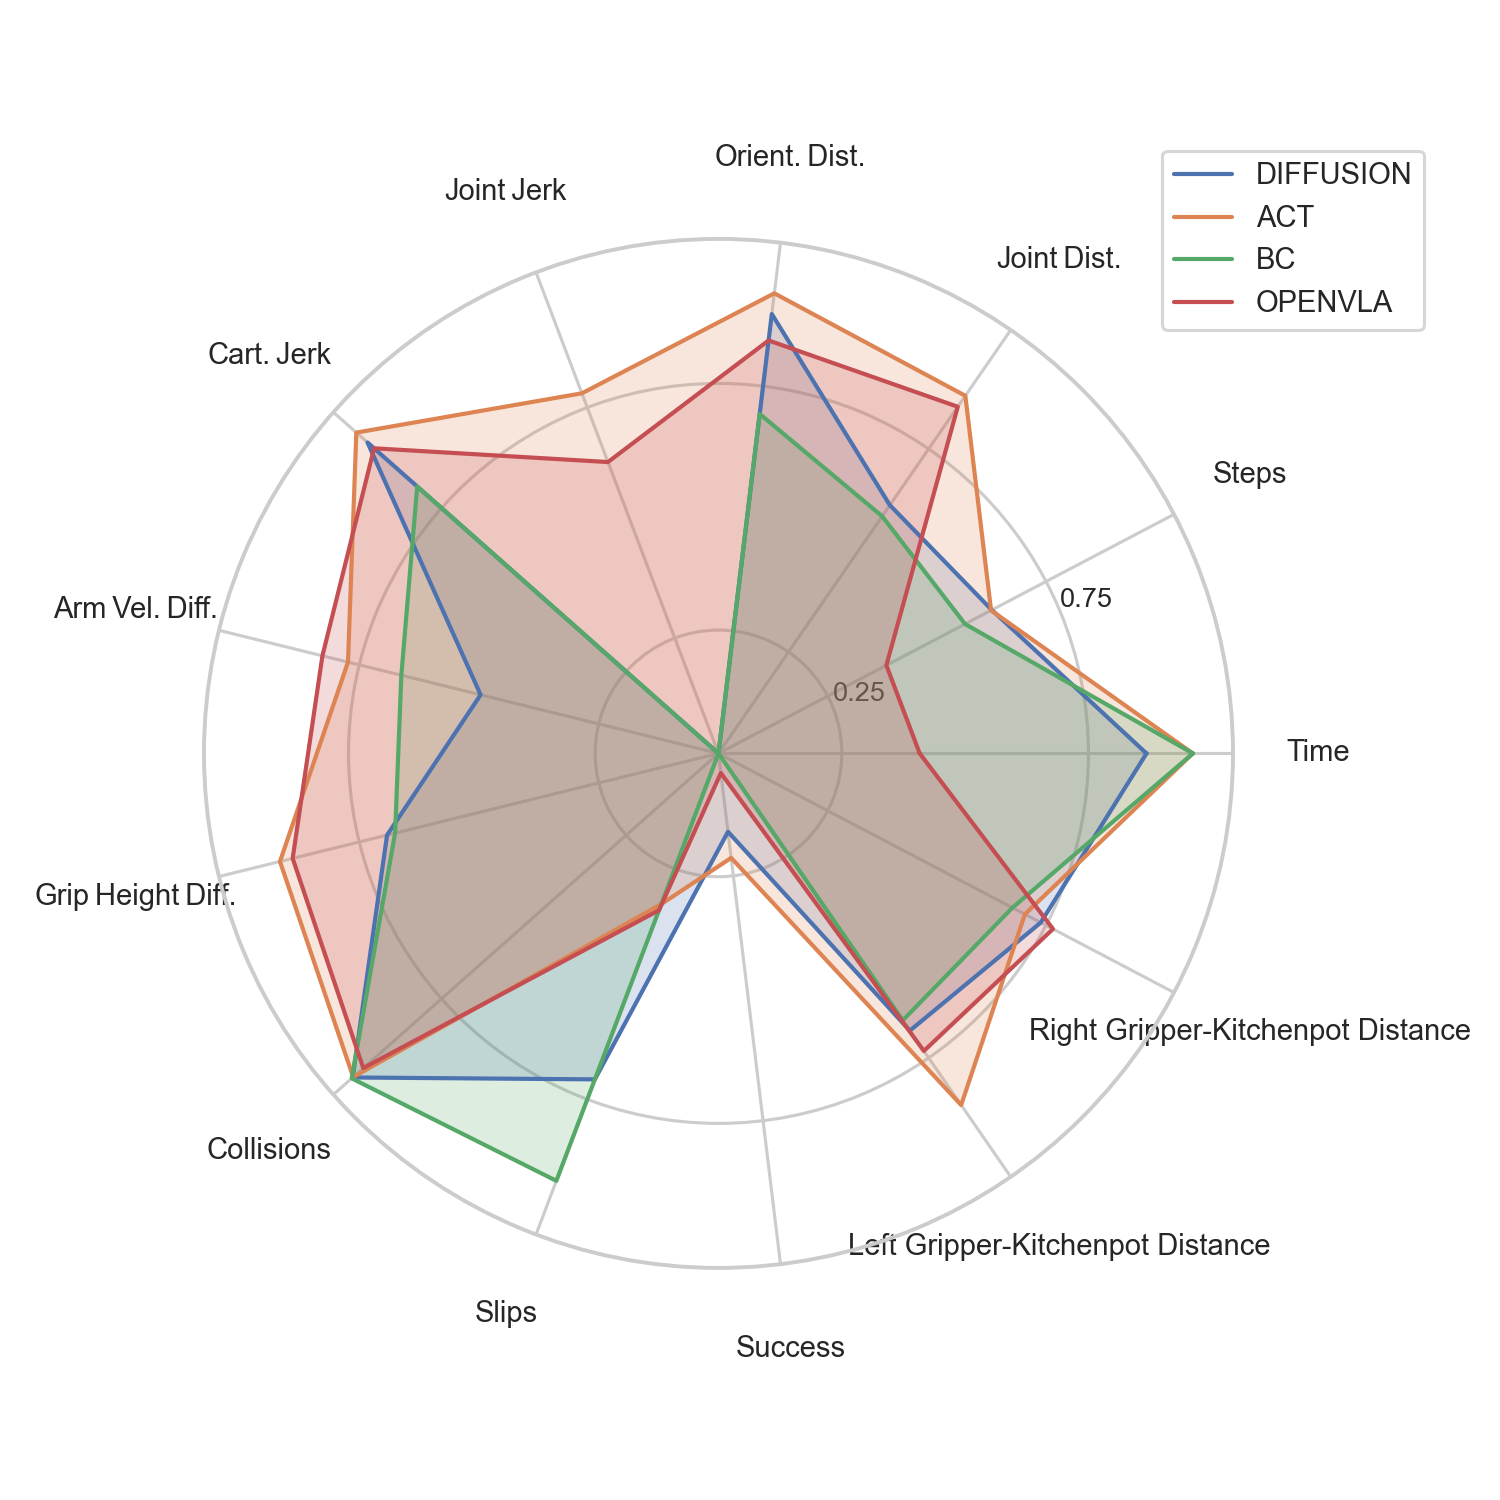 Orient. Dist.
Joint Jerk
Joint Dist.
Cart. Jerk
Steps
Arm Vel. Diff.
Time
Grip Height Diff.
Right Gripper-Kitchenpot Distance
Collisions
Left Gripper-Kitchenpot Distance
Slips
Success
0.75
0.25
DIFFUSION
ACT
BC
OPENVLA